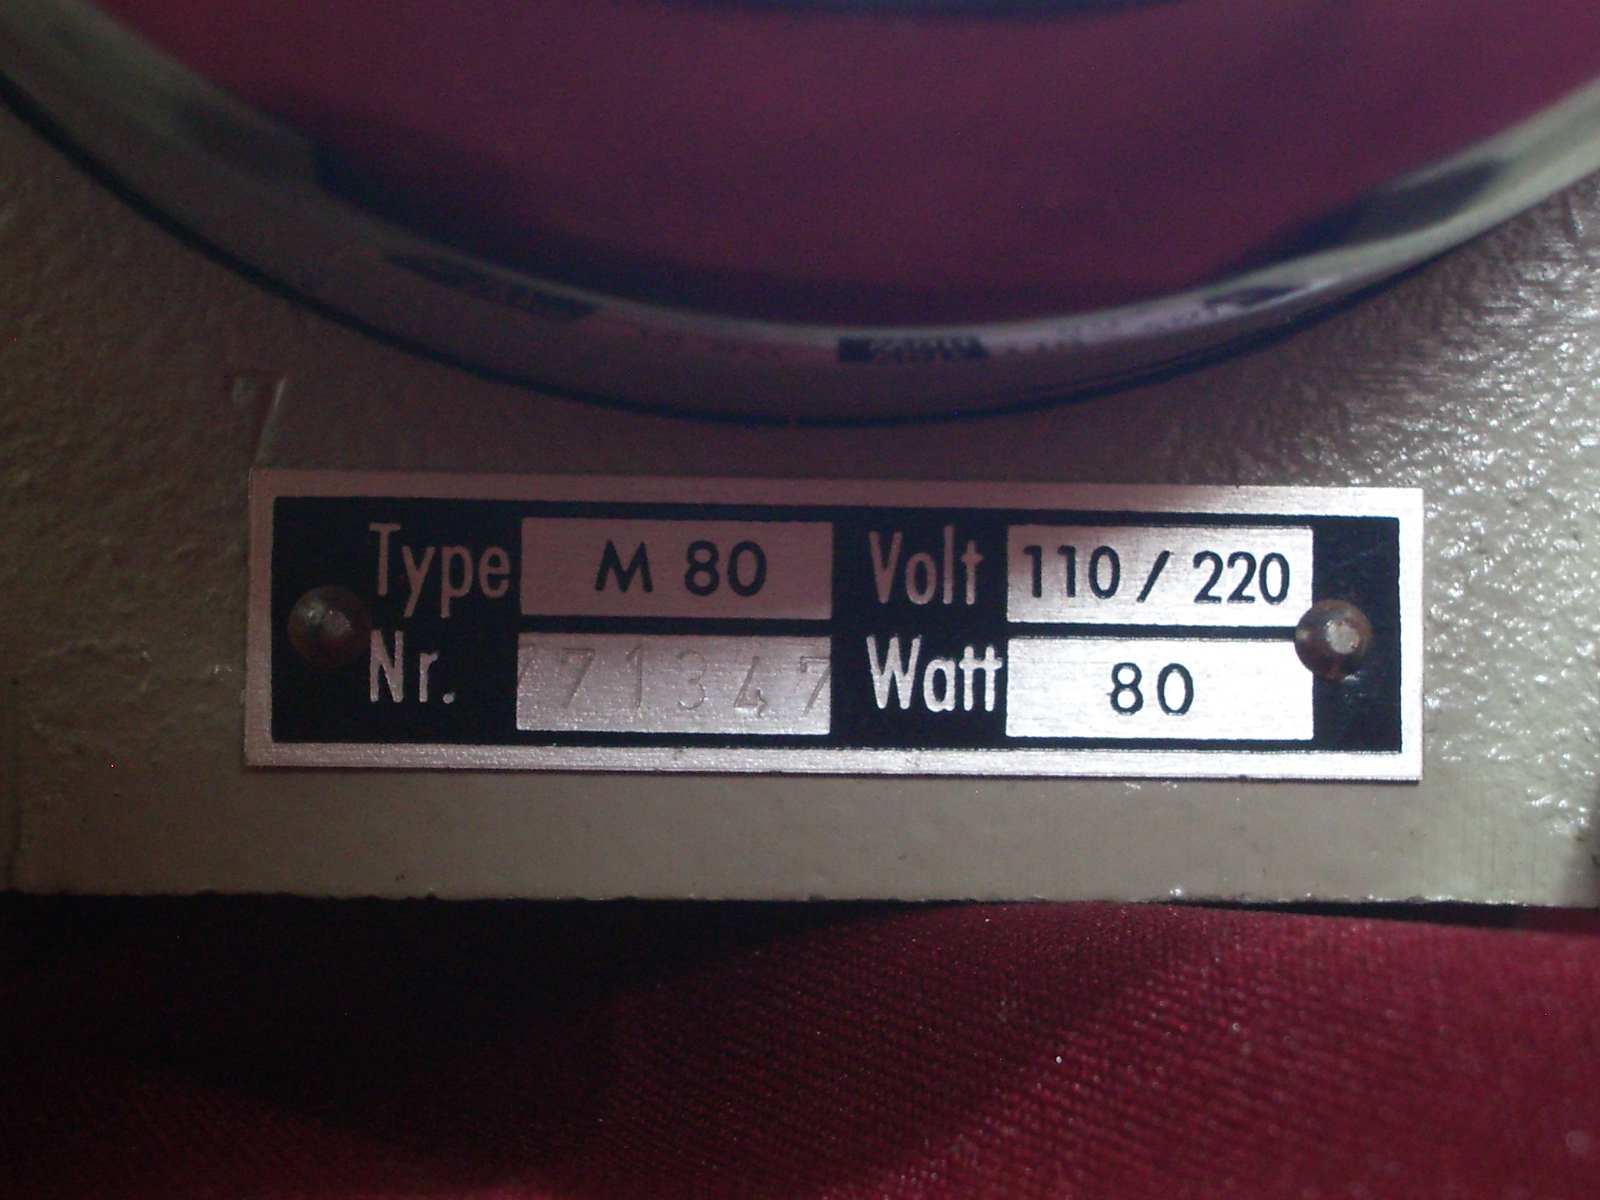 Type M 80 Volt 110 / 220
Nr. 71347 Watt 80